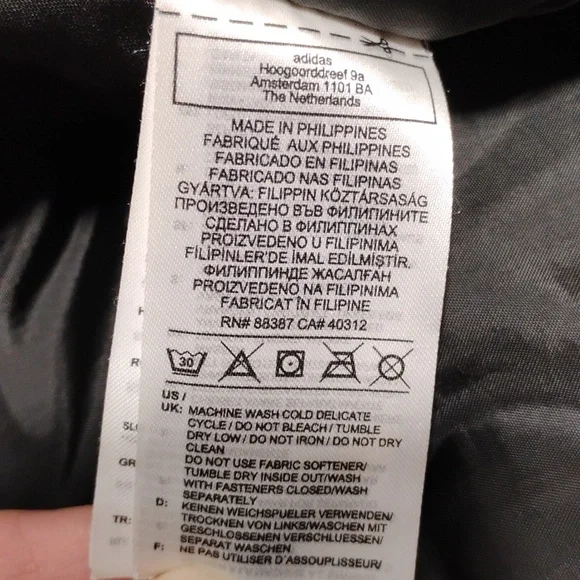 adidas
Hoogoorddreef 9a
Amsterdam 1101 BA
The Netherlands
MADE IN PHILIPPINES
FABRIQUÉ AUX PHILIPPINES
FABRICADO EN FILIPINAS
FABRICADO NAS FILIPINAS
GYÁRTVA: FILIPPIN KÖZTÁRSASÁG
ПРОИЗВЕДЕНО ВЪВ ФИЛИПИНИТЕ
СДЕЛАНО В ФИЛИППИНАХ
PROIZVEDENO U FILIPINIMA
FİLİPİNLER'DE İMAL EDİLMİŞTİR.
ФИЛИППИНДЕ ЖАСАЛҒАН
PROIZVEDENO NA FILIPINIMA
FABRICAT ÎN FILIPINE
RN# 88387 CA# 40312
30
US /
UK: MACHINE WASH COLD DELICATE
CYCLE / DO NOT BLEACH / TUMBLE
DRY LOW / DO NOT IRON / DO NOT DRY
CLEAN
DO NOT USE FABRIC SOFTENER/
TUMBLE DRY INSIDE OUT/WASH
WITH FASTENERS CLOSED/WASH
SEPARATELY
D: KEINEN WEICHSPUELER VERWENDEN/
TROCKNEN VON LINKS/WASCHEN MIT
GESCHLOSSENEN VERSCHLUESSEN/
SEPARAT WASCHEN
F: NE PAS UTILISER D'ASSOUPLISSEUR/
SL
GR
TR: